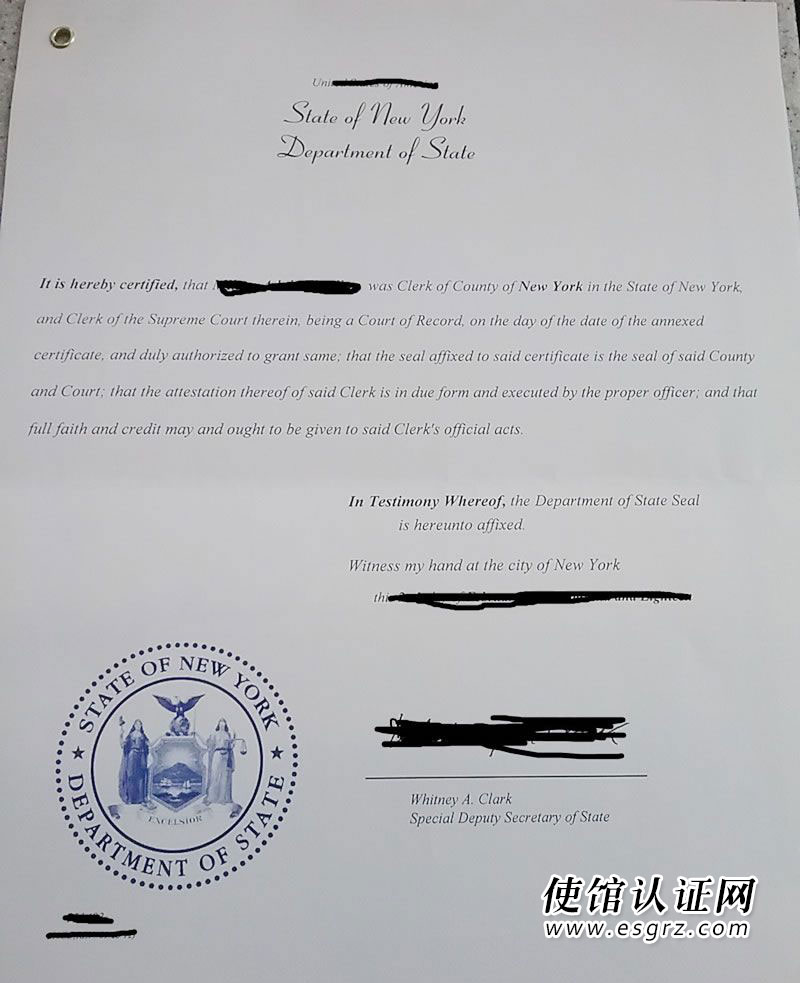 State of New York
Department of State
It is hereby certified, that was Clerk of County of New York in the State of New York,
and Clerk of the Supreme Court therein, being a Court of Record, on the day of the date of the annexed
certificate, and duly authorized to grant same; that the seal affixed to said certificate is the seal of said County
and Court; that the attestation thereof of said Clerk is in due form and executed by the proper officer; and that
full faith and credit may and ought to be given to said Clerk's official acts.
In Testimony Whereof, the Department of State Seal
is hereunto affixed.
Witness my hand at the city of New York
this
STATE OF NEW YORK
EXCELSIOR
DEPARTMENT OF STATE
Whitney A. Clark
Special Deputy Secretary of State
使馆认证网
www.esgrz.com